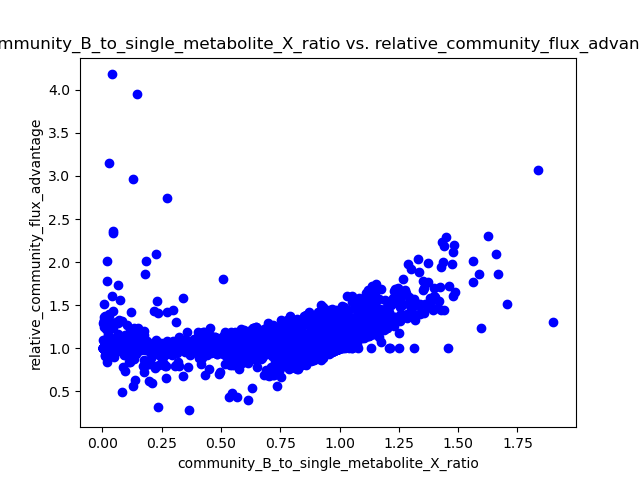 mmunity_B_to_single_metabolite_X_ratio vs. relative_community_flux_advan
relative_community_flux_advantage
4.0
3.5
3.0
2.5
2.0
1.5
1.0
0.5
0.00 0.25 0.50 0.75 1.00 1.25 1.50 1.75
community_B_to_single_metabolite_X_ratio